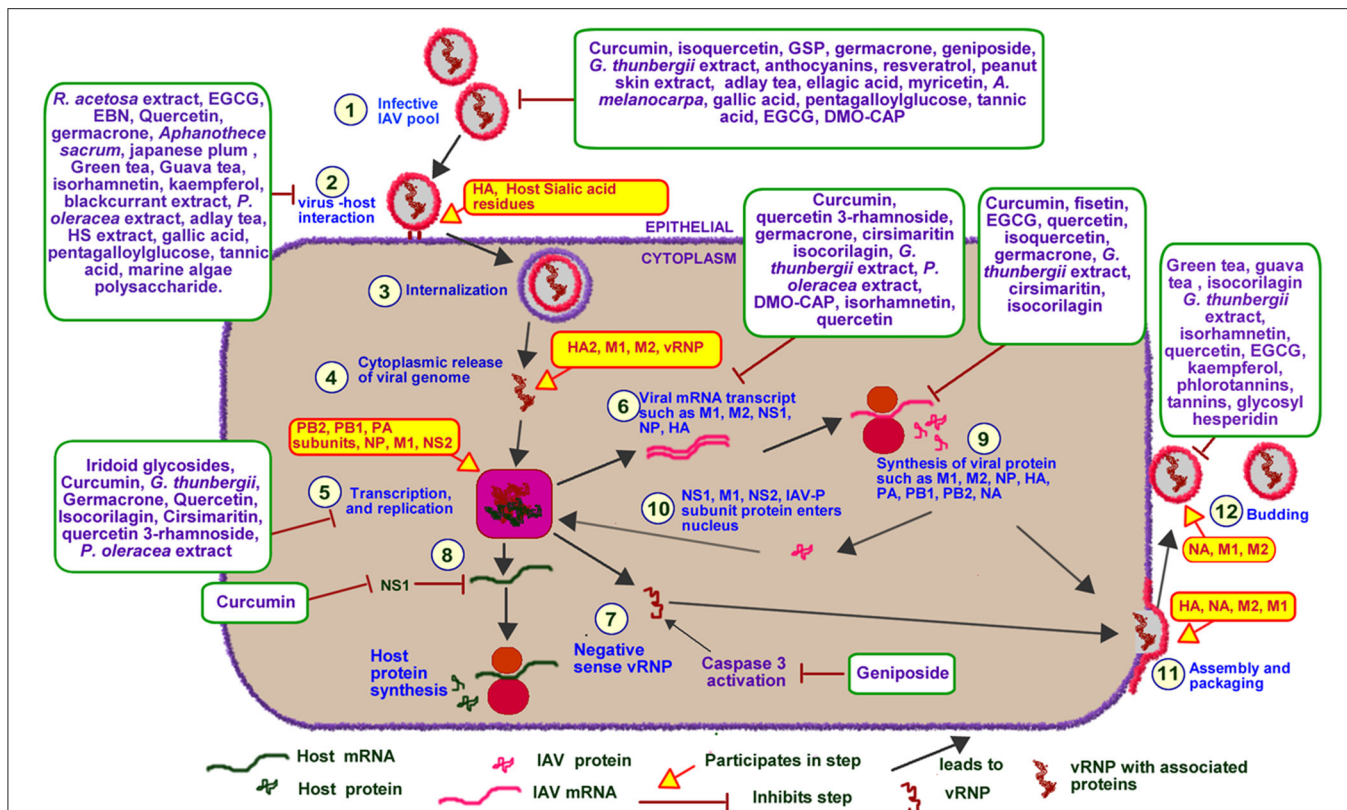 Curcumin, isoquercetin, GSP, germacrone, geniposide,
G. thunbergii extract, anthocyanins, resveratrol, peanut
skin extract, adlay tea, ellagic acid, myricetin, A.
melanocarpa, gallic acid, pentagalloylglucose, tannic
acid, EGCG, DMO-CAP
1
Infective
IAV pool
R. acetosa extract, EGCG,
EBN, Quercetin,
germacrone, Aphanothece
sacrum, japanese plum ,
Green tea, Guava tea,
isorhamnetin, kaempferol,
blackcurrant extract, P.
oleracea extract, adlay tea,
HS extract, gallic acid,
pentagalloylglucose, tannic
acid, marine algae
polysaccharide.
2
virus -host
interaction
HA, Host Sialic acid
residues
EPITHELIAL
CYTOPLASM
Curcumin,
quercetin 3-rhamnoside,
germacrone, cirsimaritin
isocorilagin, G.
thunbergii extract, P.
oleracea extract,
DMO-CAP, isorhamnetin,
quercetin
Curcumin, fisetin,
EGCG, quercetin,
isoquercetin,
germacrone, G.
thunbergii extract,
cirsimaritin,
isocorilagin
Green tea, guava
tea , isocorilagin
G. thunbergii
extract,
isorhamnetin,
quercetin, EGCG,
kaempferol,
phlorotannins,
tannins, glycosyl
hesperidin
3
Internalization
HA2, M1, M2, vRNP
4
Cytoplasmic release
of viral genome
6
Viral mRNA transcript
such as M1, M2, NS1,
NP, HA
PB2, PB1, PA
subunits, NP, M1, NS2
9
Synthesis of viral protein
such as M1, M2, NP, HA,
PA, PB1, PB2, NA
Iridoid glycosides,
Curcumin, G. thunbergii,
Germacrone, Quercetin,
Isocorilagin, Cirsimaritin,
quercetin 3-rhamnoside,
P. oleracea extract
5
Transcription,
and replication
10
NS1, M1, NS2, IAV-P
subunit protein enters
nucleus
12
Budding
NA, M1, M2
8
Curcumin
NS1
HA, NA, M2, M1
7
Negative
sense vRNP
Host
protein
synthesis
Caspase 3
activation
Geniposide
11
Assembly and
packaging
Host mRNA
Host protein
IAV protein
IAV mRNA
Participates in step
Inhibits step
leads to
vRNP
vRNP with associated
proteins